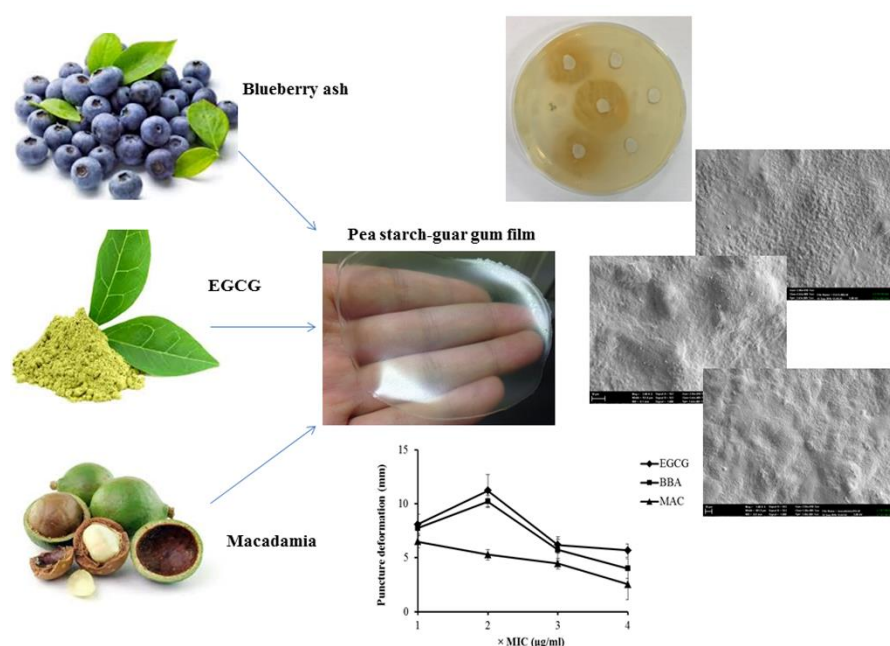 Blueberry ash
Pea starch-guar gum film
EGCG
Macadamia
Puncture deformation (mm)
15
10
5
0
1 2 3 4
× MIC (µg/ml)
EGCG
BBA
MAC